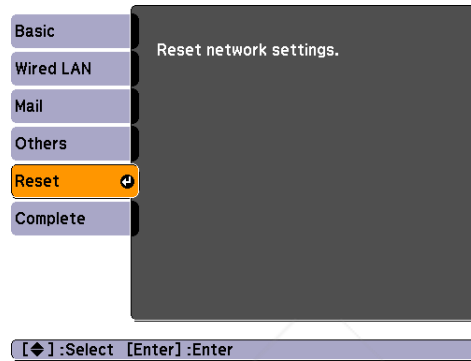 Basic
Reset network settings.
Wired LAN
Mail
Others
Reset
Complete
[◆] :Select [Enter] :Enter